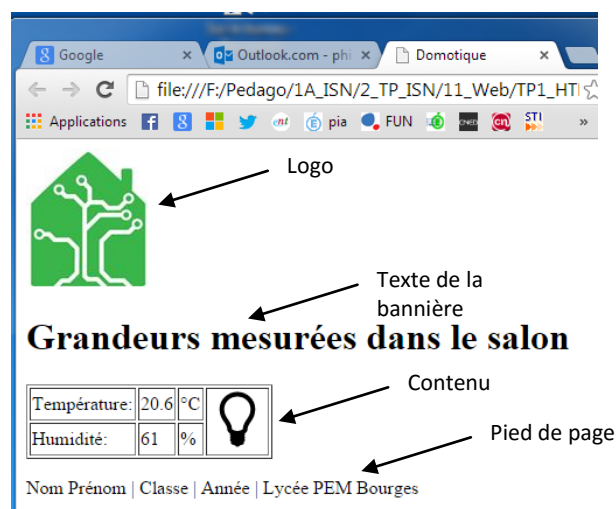 Google
Outlook.com - phi
Domotique
file:///F:/Pedago/1A_ISN/2_TP_ISN/11_Web/TP1_HTI
Applications
pia
FUN
CNED
STI
»
Logo
Texte de la
bannière
Grandeurs mesurées dans le salon
Contenu
Température: 20.6 °C
Humidité: 61 %
Pied de page
Nom Prénom | Classe | Année | Lycée PEM Bourges